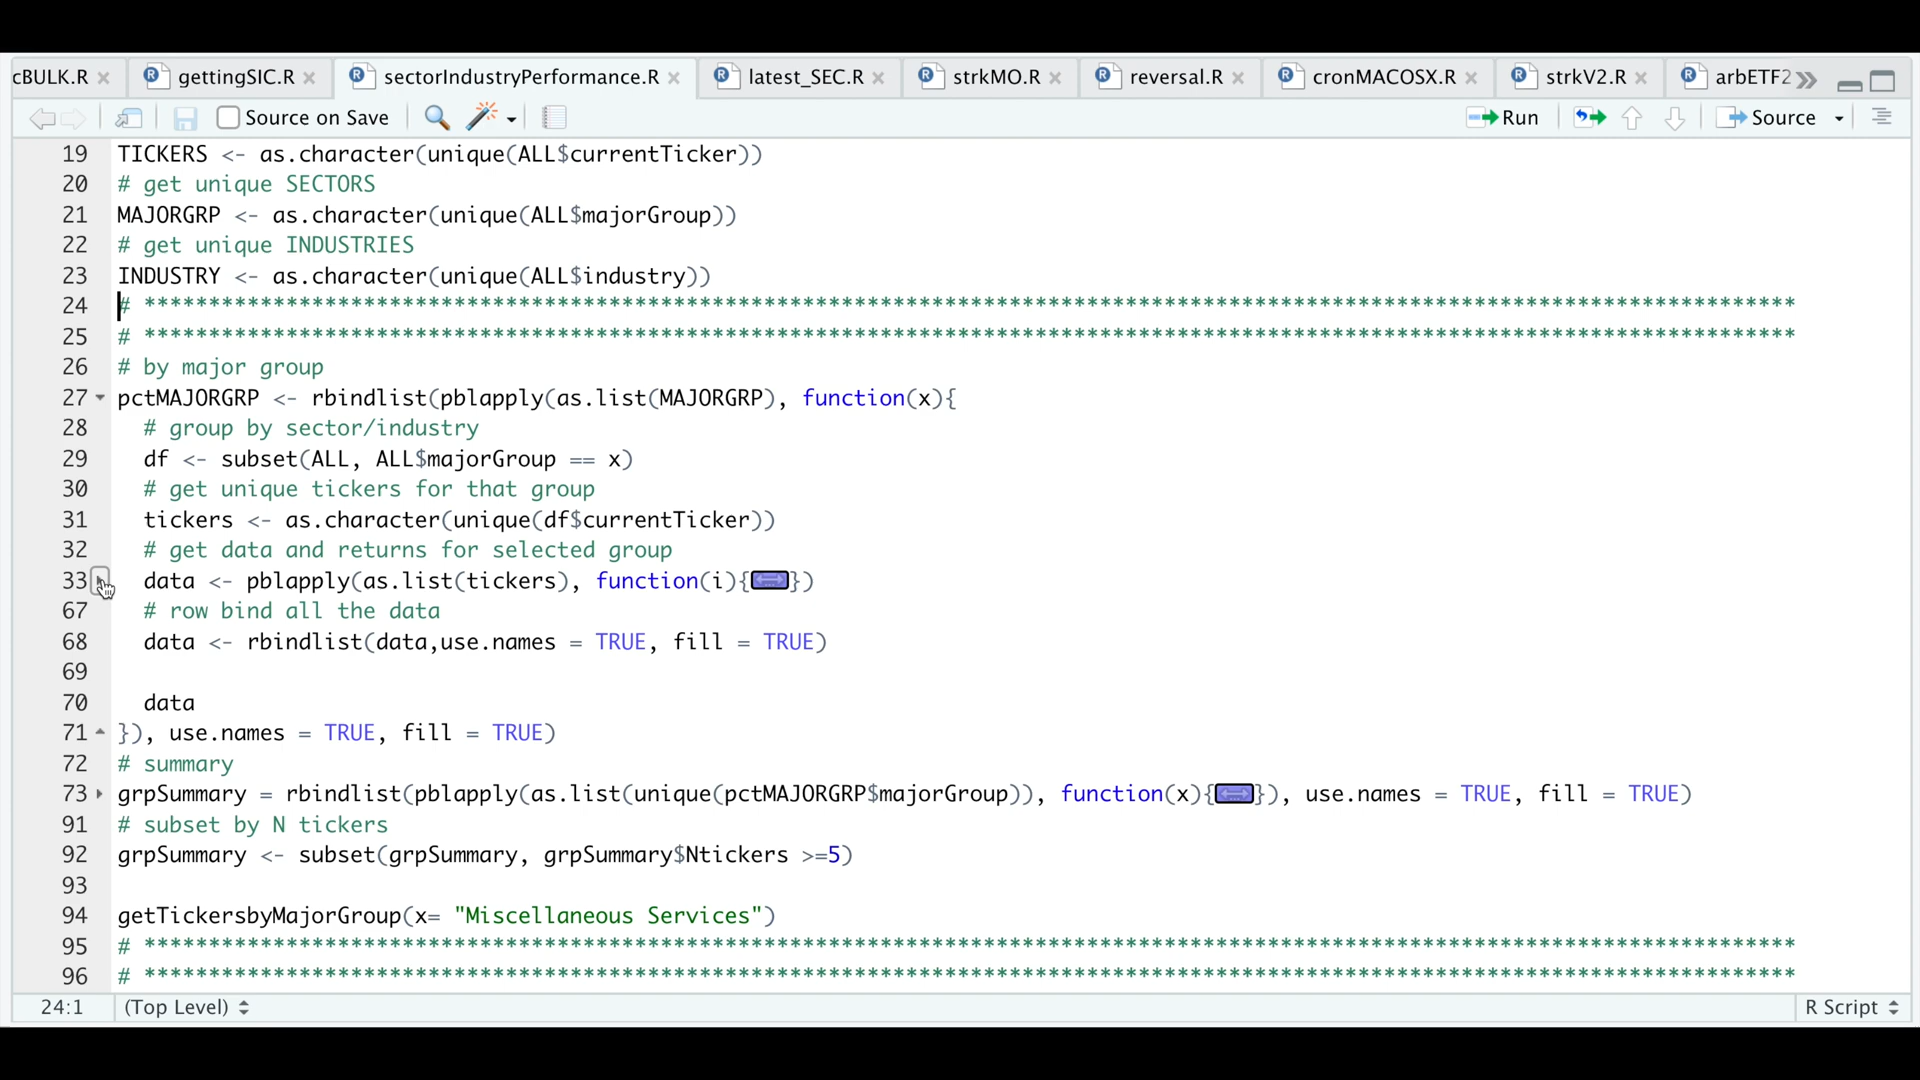 cBULK.R gettingSIC.R sectorIndustryPerformance.R latest_SEC.R strkMO.R reversal.R cronMACOSX.R strkV2.R arbETF2
Source on Save Run Source
19 TICKERS <- as.character(unique(ALL$currentTicker))
20 # get unique SECTORS
21 MAJORGRP <- as.character(unique(ALL$majorGroup))
22 # get unique INDUSTRIES
23 INDUSTRY <- as.character(unique(ALL$industry))
24 # ********************************************************************************************************************************
25 # ********************************************************************************************************************************
26 # by major group
27 pctMAJORGRP <- rbindlist(pblapply(as.list(MAJORGRP), function(x){
28 # group by sector/industry
29 df <- subset(ALL, ALL$majorGroup == x)
30 # get unique tickers for that group
31 tickers <- as.character(unique(df$currentTicker))
32 # get data and returns for selected group
33 data <- pblapply(as.list(tickers), function(i){})
67 # row bind all the data
68 data <- rbindlist(data,use.names = TRUE, fill = TRUE)
69
70 data
71 }), use.names = TRUE, fill = TRUE)
72 # summary
73 grpSummary = rbindlist(pblapply(as.list(unique(pctMAJORGRP$majorGroup)), function(x){}), use.names = TRUE, fill = TRUE)
91 # subset by N tickers
92 grpSummary <- subset(grpSummary, grpSummary$Ntickers >=5)
93
94 getTickersbyMajorGroup(x= "Miscellaneous Services")
95 # ********************************************************************************************************************************
96 # ********************************************************************************************************************************
24:1 (Top Level) R Script